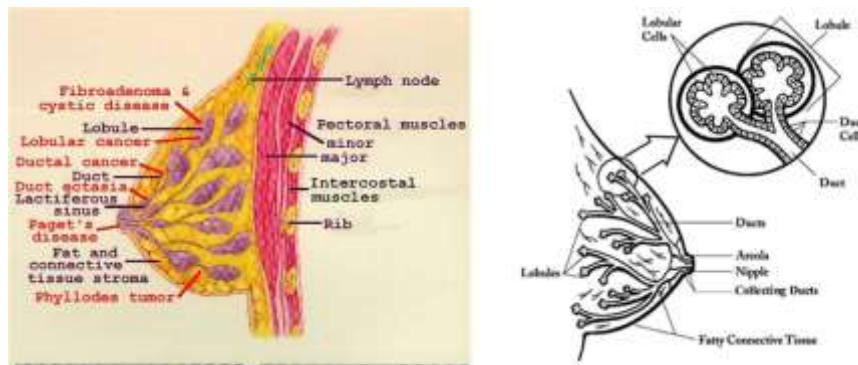 Fibroadenoma &
cystic disease
Lobule
Lobular cancer
Ductal cancer
Duct
Duct ectasia
Lactiferous
sinus
Paget's
disease
Fat and
connective
tissue stroma
Phyllodes tumor
Lymph node
Pectoral muscles
minor
major
Intercostal
muscles
Rib
Lobular
Cells
Lobule
Duct
Cell
Duct
Ducts
Areola
Nipple
Collecting Ducts
Lobules
Fatty Connective Tissue